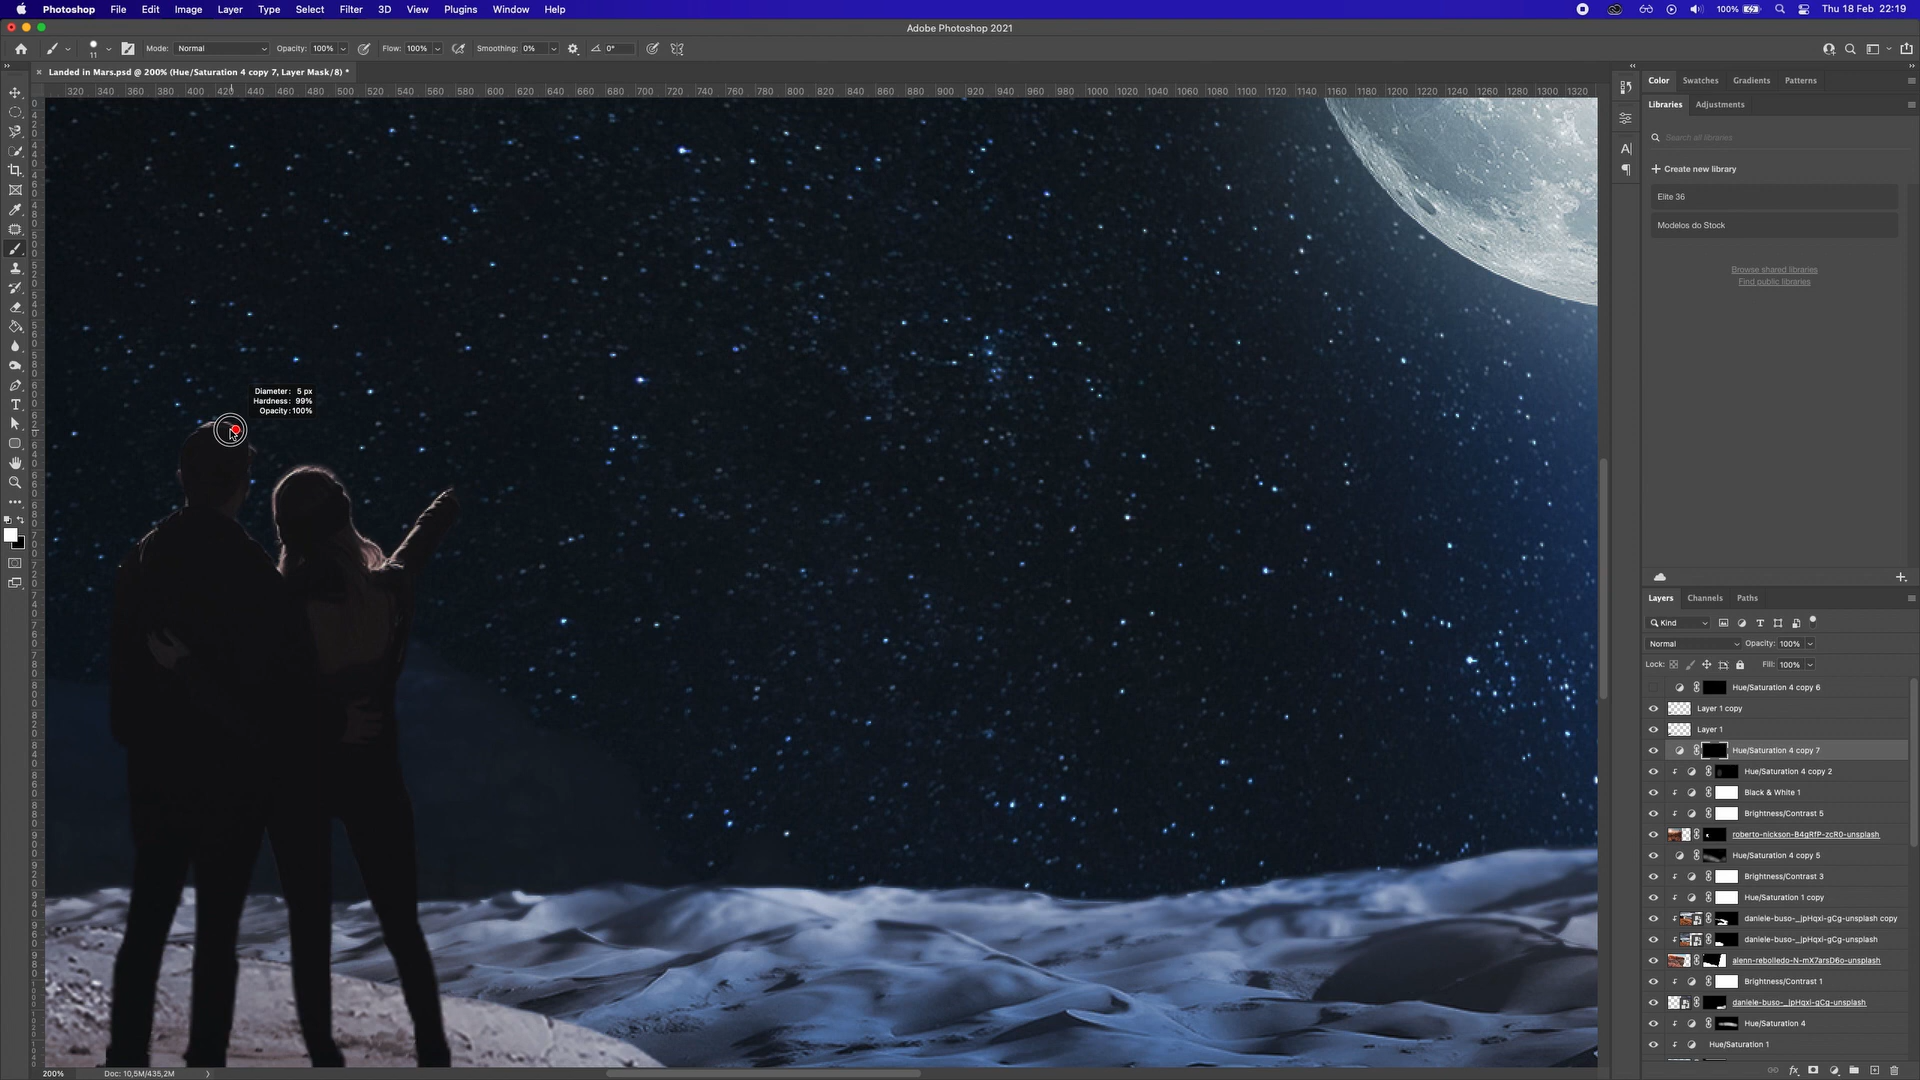 Photoshop File Edit Image Layer Type Select Filter 3D View Plugins Window Help 100% Thu 18 Feb 22:19
Adobe Photoshop 2021
11 Mode: Normal Opacity: 100% Flow: 100% Smoothing: 0% 0°
Landed in Mars.psd @ 200% (Hue/Saturation 4 copy 7, Layer Mask/8) *
320 340 360 380 400 420 440 460 480 500 520 540 560 580 600 620 640 660 680 700 720 740 760 780 800 820 840 860 880 900 920 940 960 980 1000 1020 1040 1060 1080 1100 1120 1140 1160 1180 1200 1220 1240 1260 1280 1300 1320
Color Swatches Gradients Patterns
Libraries Adjustments
Search all libraries
Create new library
Elite 36
Modelos do Stock
Browse shared libraries
Find public libraries
Diameter: 5 px
Hardness: 99%
Opacity: 100%
Layers Channels Paths
Kind
Normal Opacity: 100%
Lock: Fill: 100%
Hue/Saturation 4 copy 6
Layer 1 copy
Layer 1
Hue/Saturation 4 copy 7
Hue/Saturation 4 copy 2
Black & White 1
Brightness/Contrast 5
roberto-nickson-B4gRfP-zcR0-unsplash
Hue/Saturation 4 copy 5
Brightness/Contrast 3
Hue/Saturation 1 copy
daniele-buso-_jpHqxi-gCg-unsplash copy
daniele-buso-_jpHqxi-gCg-unsplash
alenn-rebolledo-N-mX7arsD6o-unsplash
Brightness/Contrast 1
daniele-buso-_jpHqxi-gCg-unsplash
Hue/Saturation 4
Hue/Saturation 1
200% Doc: 10,5M/435,2M